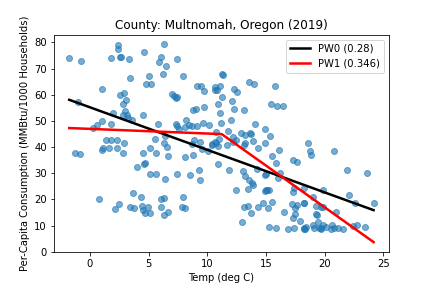 County: Multnomah, Oregon (2019)
Per-Capita Consumption (MMBtu/1000 Households)
80
70
60
50
40
30
20
10
0
PW0 (0.28)
PW1 (0.346)
0 5 10 15 20 25
Temp (deg C)